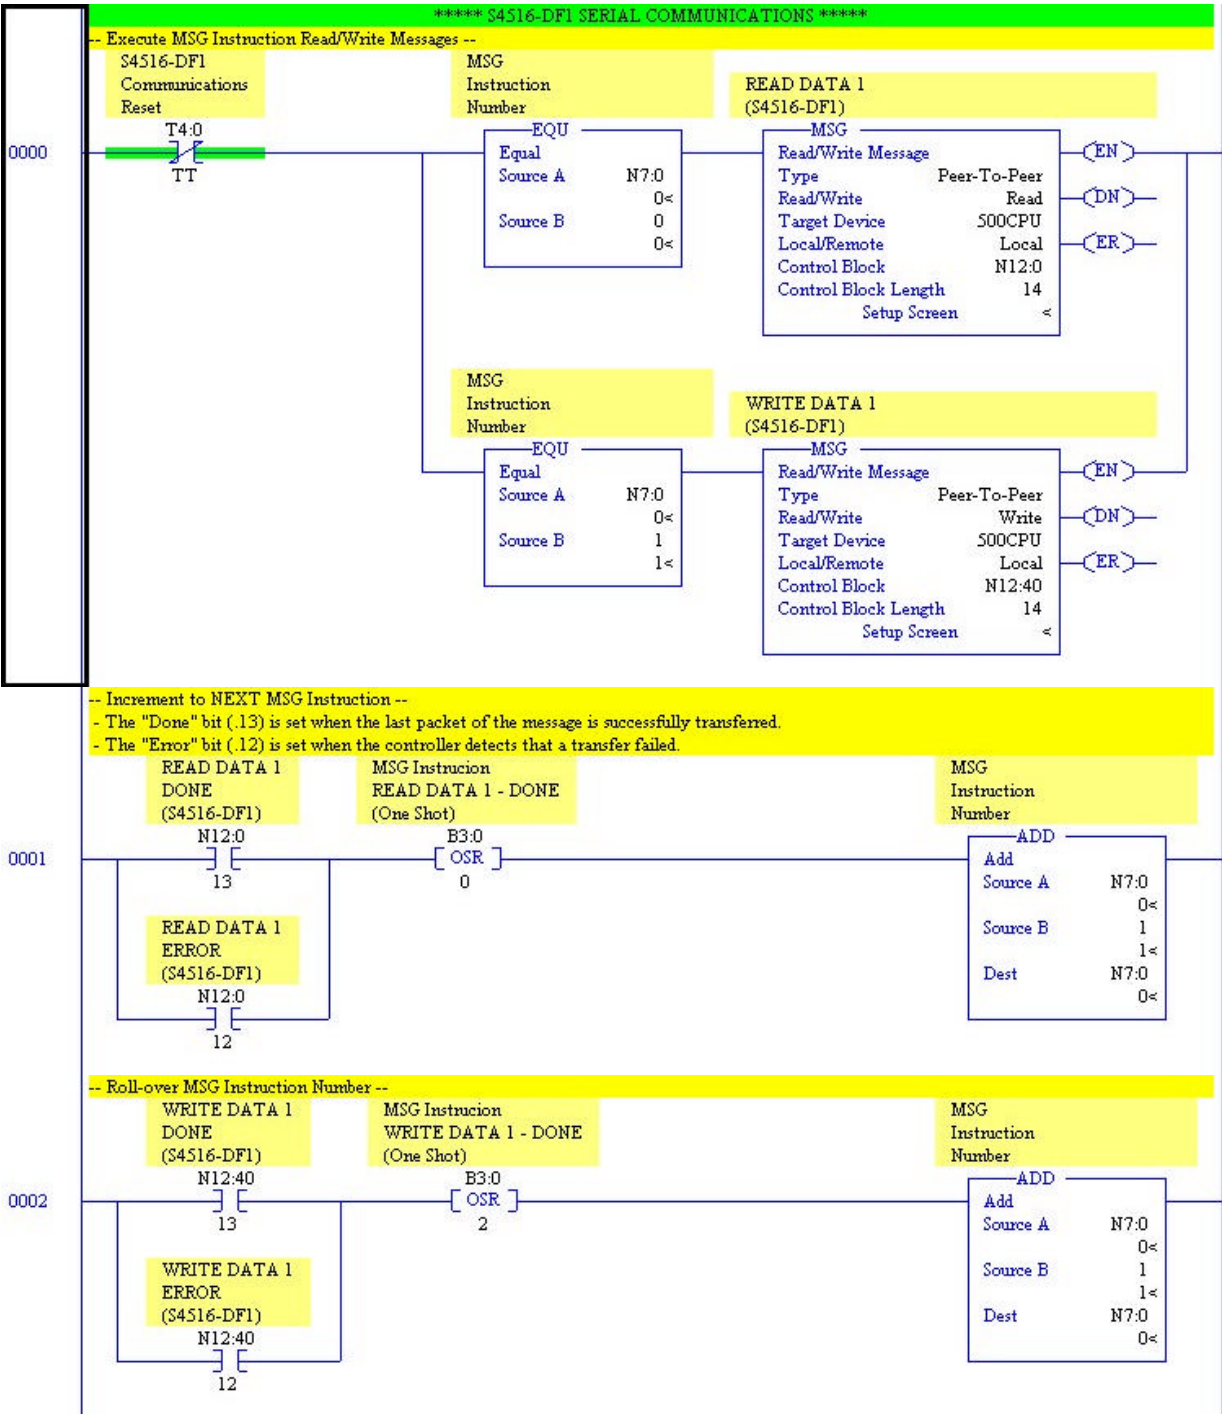 ***** S4516-DF1 SERIAL COMMUNICATIONS *****
-- Execute MSG Instruction Read/Write Messages --
S4516-DF1
Communications
Reset
T4:0
TT
0000
MSG
Instruction
Number
EQU
Equal
Source A N7:0
0<
Source B 0
0<
READ DATA 1
(S4516-DF1)
MSG
Read/Write Message
Type Peer-To-Peer
Read/Write Read
Target Device 500CPU
Local/Remote Local
Control Block N12:0
Control Block Length 14
Setup Screen <
EN
DN
ER
MSG
Instruction
Number
EQU
Equal
Source A N7:0
0<
Source B 1
1<
WRITE DATA 1
(S4516-DF1)
MSG
Read/Write Message
Type Peer-To-Peer
Read/Write Write
Target Device 500CPU
Local/Remote Local
Control Block N12:40
Control Block Length 14
Setup Screen <
EN
DN
ER
-- Increment to NEXT MSG Instruction --
- The "Done" bit (.13) is set when the last packet of the message is successfully transferred.
- The "Error" bit (.12) is set when the controller detects that a transfer failed.
READ DATA 1
DONE
(S4516-DF1)
N12:0
13
0001
MSG Instrucion
READ DATA 1 - DONE
(One Shot)
B3:0
OSR
0
MSG
Instruction
Number
ADD
Add
Source A N7:0
0<
Source B 1
1<
Dest N7:0
0<
READ DATA 1
ERROR
(S4516-DF1)
N12:0
12
-- Roll-over MSG Instruction Number --
WRITE DATA 1
DONE
(S4516-DF1)
N12:40
13
0002
MSG Instrucion
WRITE DATA 1 - DONE
(One Shot)
B3:0
OSR
2
MSG
Instruction
Number
ADD
Add
Source A N7:0
0<
Source B 1
1<
Dest N7:0
0<
WRITE DATA 1
ERROR
(S4516-DF1)
N12:40
12